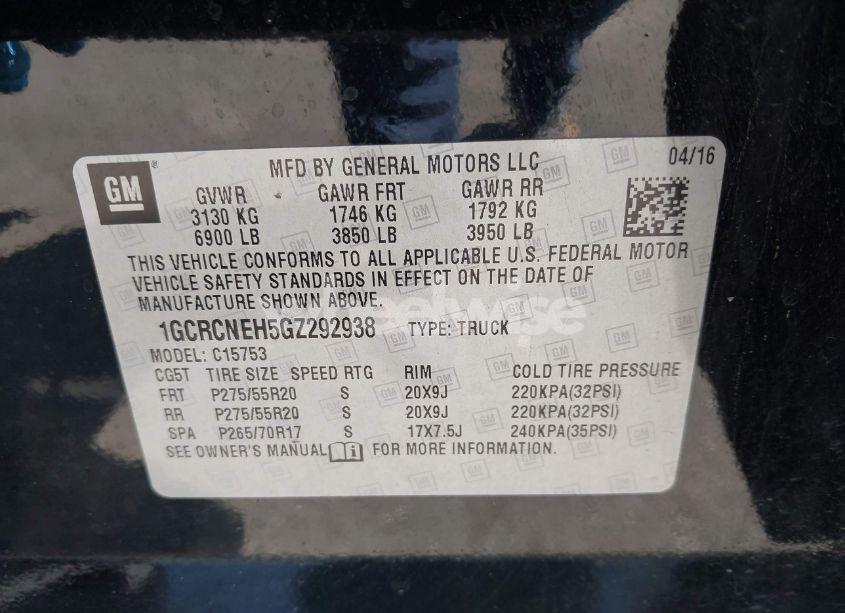 GM
MFD BY GENERAL MOTORS LLC 04/16
GVWR GAWR FRT GAWR RR
3130 KG 1746 KG 1792 KG
6900 LB 3850 LB 3950 LB
THIS VEHICLE CONFORMS TO ALL APPLICABLE U.S. FEDERAL MOTOR
VEHICLE SAFETY STANDARDS IN EFFECT ON THE DATE OF
MANUFACTURE SHOWN ABOVE.
1GCRCNEH5GZ292938 TYPE: TRUCK
MODEL: C15753
CG5T TIRE SIZE SPEED RTG RIM COLD TIRE PRESSURE
FRT P275/55R20 S 20X9J 220KPA(32PSI)
RR P275/55R20 S 20X9J 220KPA(32PSI)
SPA P265/70R17 S 17X7.5J 240KPA(35PSI)
SEE OWNER'S MANUAL FOR MORE INFORMATION.